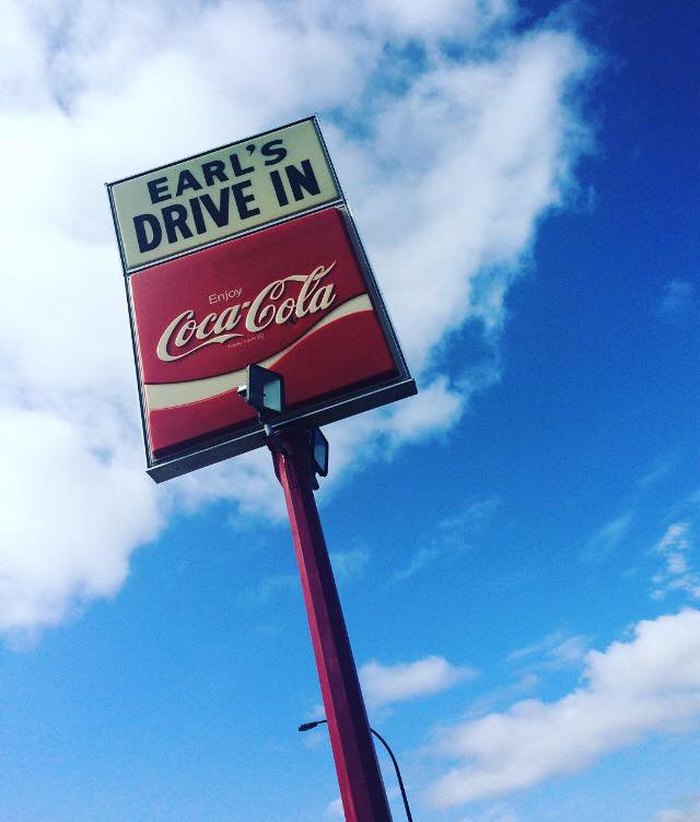 EARL'S
DRIVE IN
Enjoy
Coca-Cola